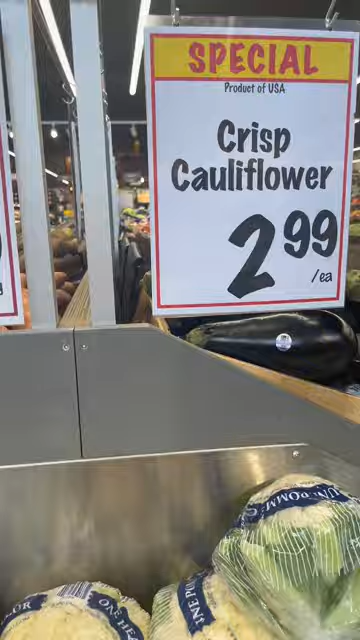 SPECIAL
Product of USA
Crisp
Cauliflower
2 99
/ea